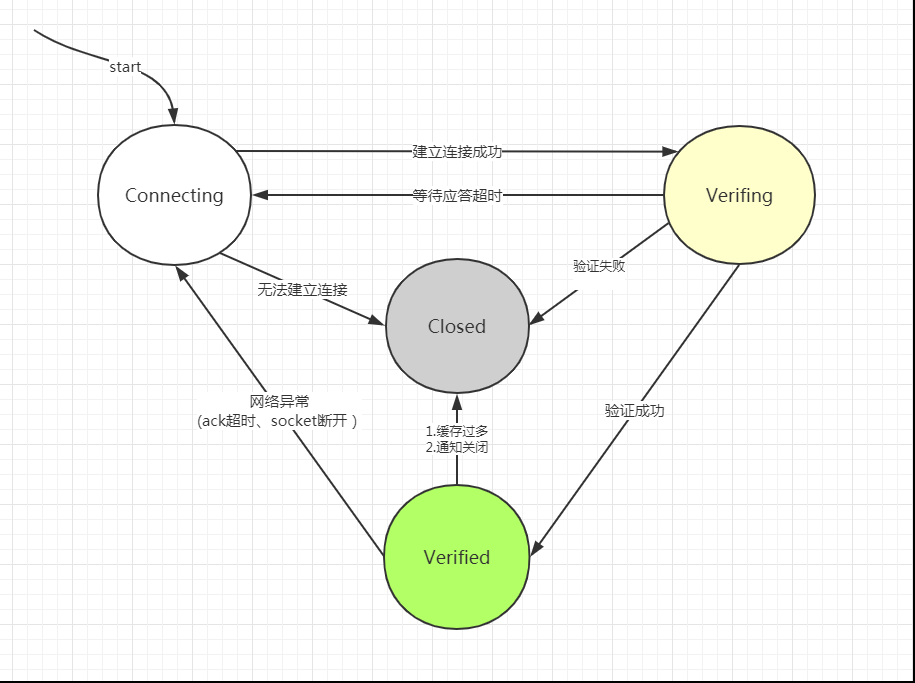 start
建立连接成功
Connecting
等待应答超时
Verifing
验证失败
无法建立连接
Closed
网络异常
(ack超时、socket断开 )
验证成功
1.缓存过多
2.通知关闭
Verified